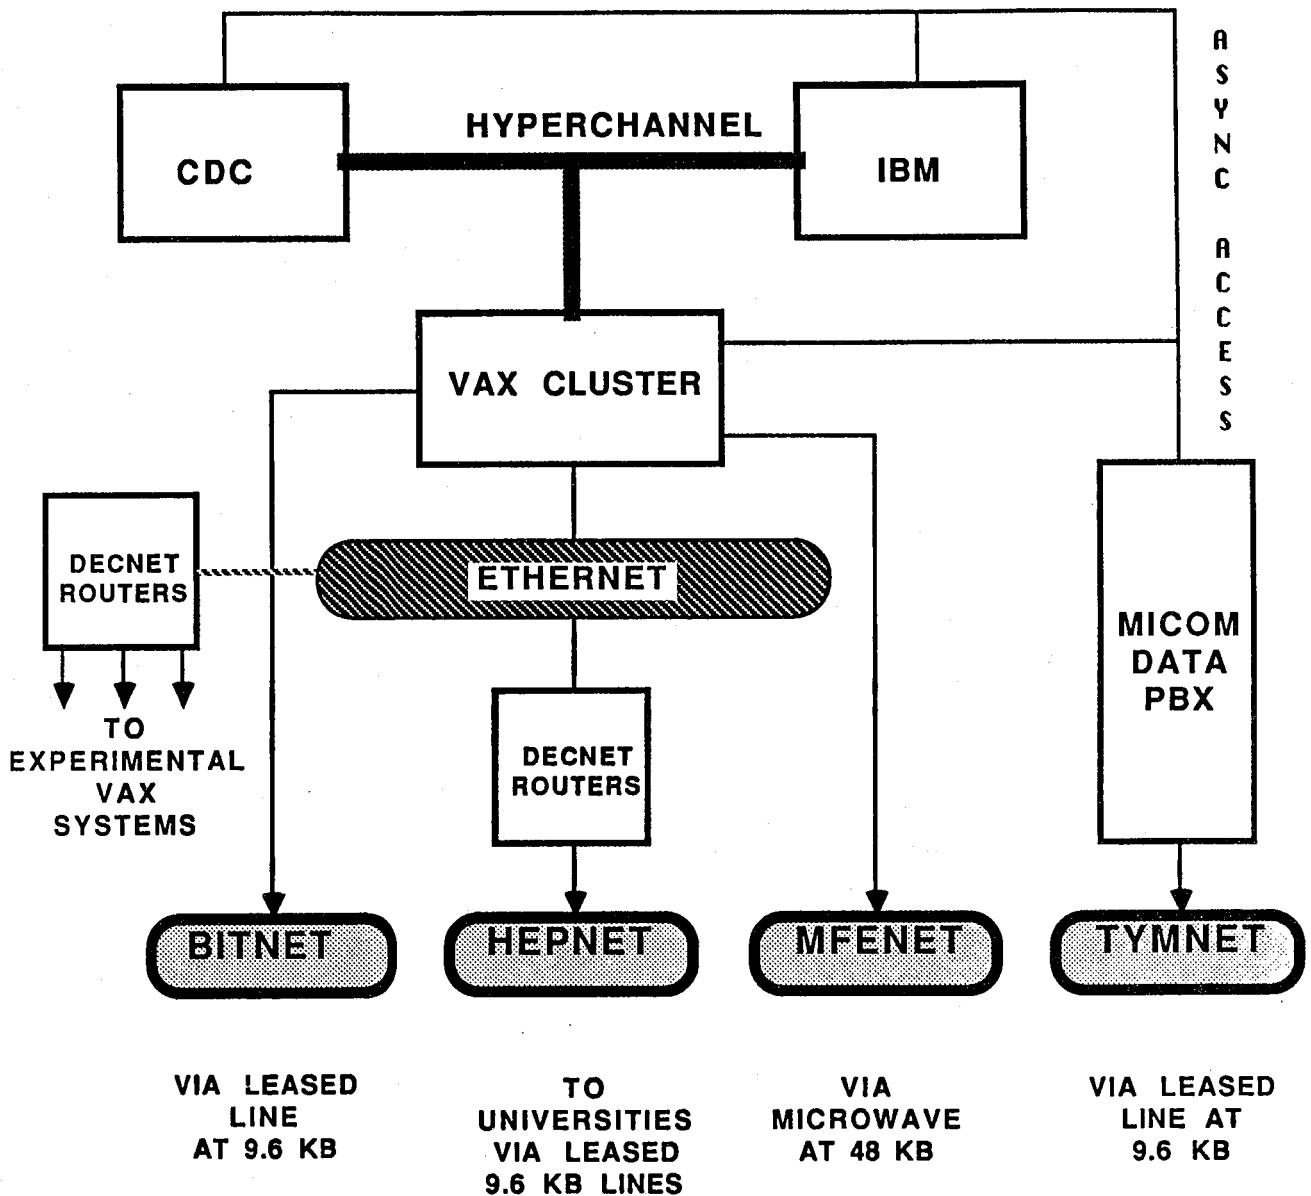 HYPERCHANNEL
CDC
IBM
ASYNC ACCESS
VAX CLUSTER
DECNET
ROUTERS
ETHERNET
TO
EXPERIMENTAL
VAX
SYSTEMS
DECNET
ROUTERS
MICOM
DATA
PBX
BITNET
HEPNET
MFENET
TYMNET
VIA LEASED
LINE
AT 9.6 KB
TO
UNIVERSITIES
VIA LEASED
9.6 KB LINES
VIA
MICROWAVE
AT 48 KB
VIA LEASED
LINE AT
9.6 KB